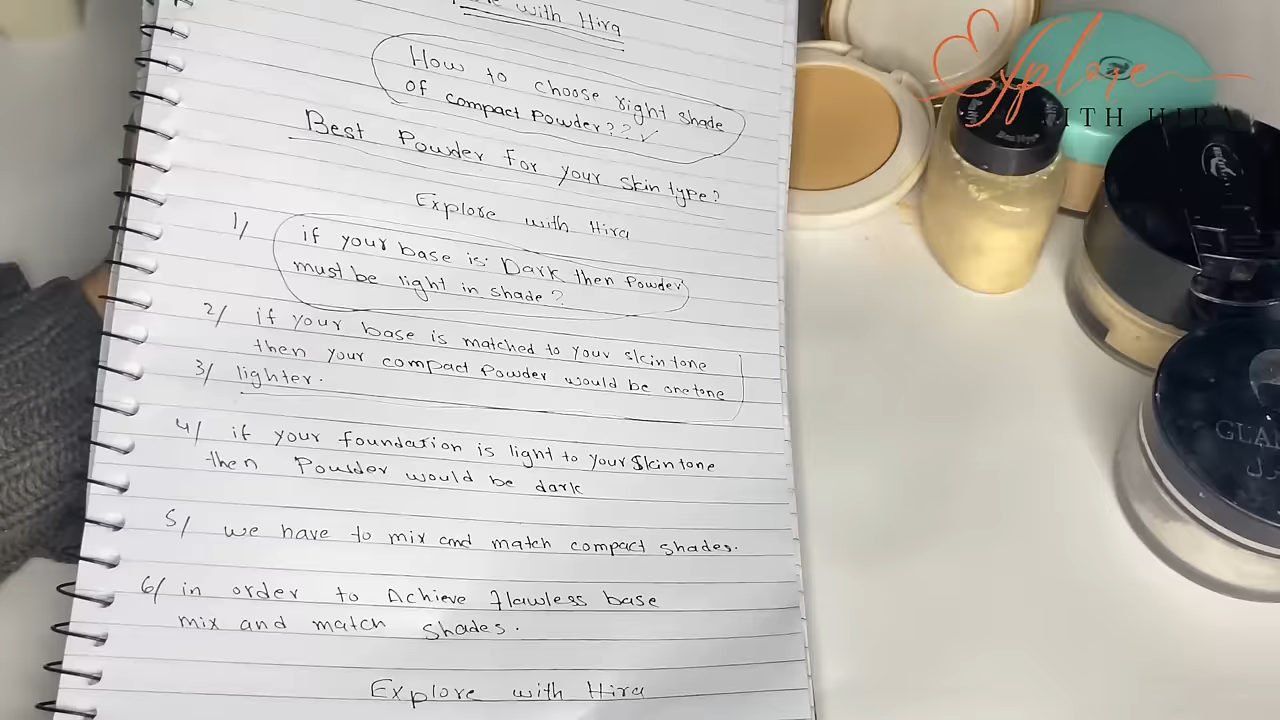 with Hira
How to choose right shade
of compact Powder??✓
Best Powder for your skin type?
Explore with Hira
1/ if your base is Dark then Powder
must be light in shade?
2/ if your base is matched to your skin tone
then your compact Powder would be one tone
3/ lighter.
4/ if your foundation is light to your Skin tone
then Powder would be dark
5/ we have to mix and match compact shades.
6/ in order to Achieve flawless base
mix and match shades.
Explore with Hira
Explore
WITH HIRA